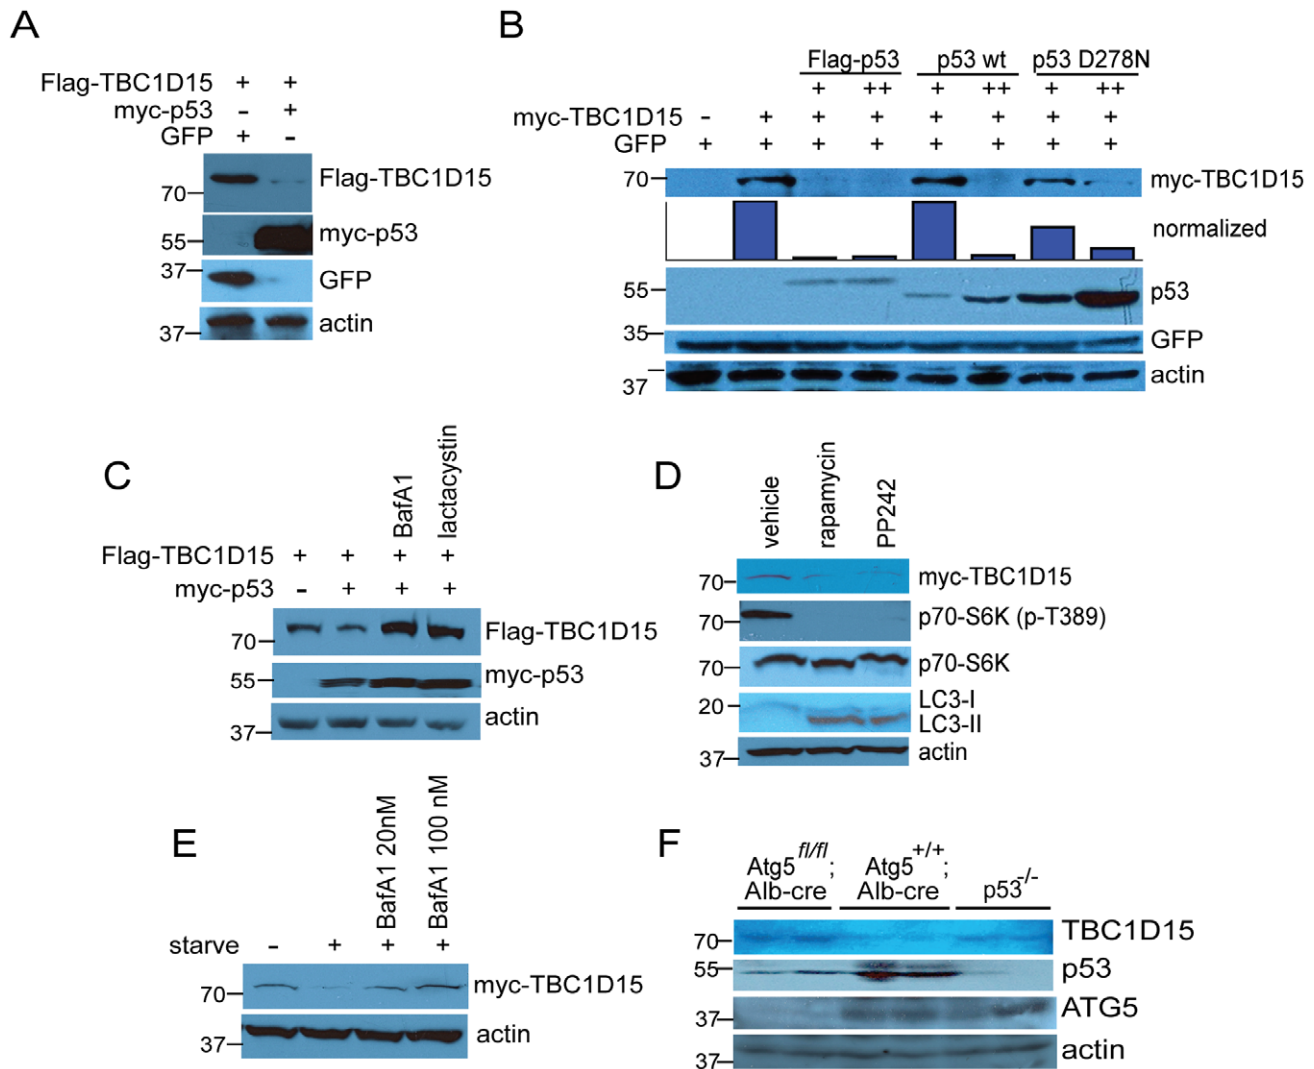 A
Flag-TBC1D15 + +
myc-p53 - +
GFP + -
70 Flag-TBC1D15
55 myc-p53
37 GFP
37 actin
B
Flag-p53 p53 wt p53 D278N
+ ++ + ++ + ++
myc-TBC1D15 - + + + + + + +
GFP + + + + + + + +
70 myc-TBC1D15
normalized
55 p53
35 GFP
37 actin
C
BafA1
lactacystin
Flag-TBC1D15 + + + +
myc-p53 - + + +
70 Flag-TBC1D15
55 myc-p53
37 actin
D
vehicle
rapamycin
PP242
70 myc-TBC1D15
70 p70-S6K (p-T389)
70 p70-S6K
20 LC3-I
LC3-II
37 actin
E
BafA1 20nM
BafA1 100 nM
starve - + + +
70 myc-TBC1D15
37 actin
F
Atg5fl/fl; Atg5+/+;
Alb-cre Alb-cre p53-/-
70 TBC1D15
55 p53
37 ATG5
37 actin